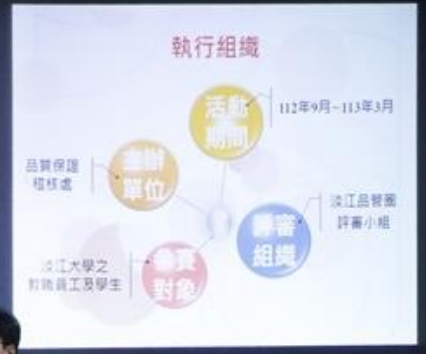 執行組織
活動
期間
112年9月~113年3月
品質保證
稽核處
主辦
單位
淡江品管圈
評審小組
評審
組織
淡江大學之
教職員工及學生
參賽
對象